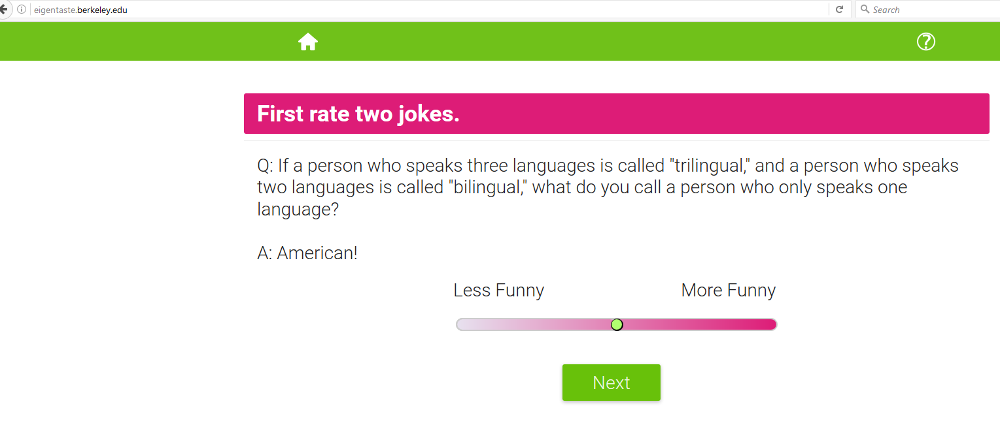 eigentaste.berkeley.edu
Search
First rate two jokes.
Q: If a person who speaks three languages is called "trilingual," and a person who speaks
two languages is called "bilingual," what do you call a person who only speaks one
language?
A: American!
Less Funny More Funny
Next